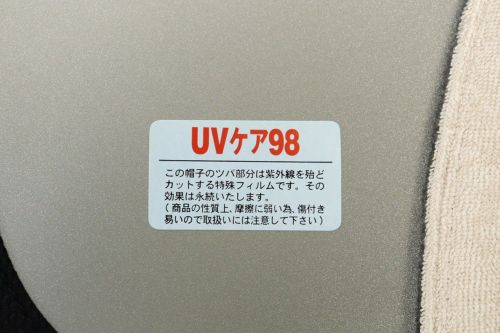 UVケア98
この帽子のツバ部分は紫外線を殆ど
カットする特殊フィルムです。その
効果は永続いたします。
(商品の性質上、摩擦に弱い為、傷付き
易いので取扱いには注意して下さい)